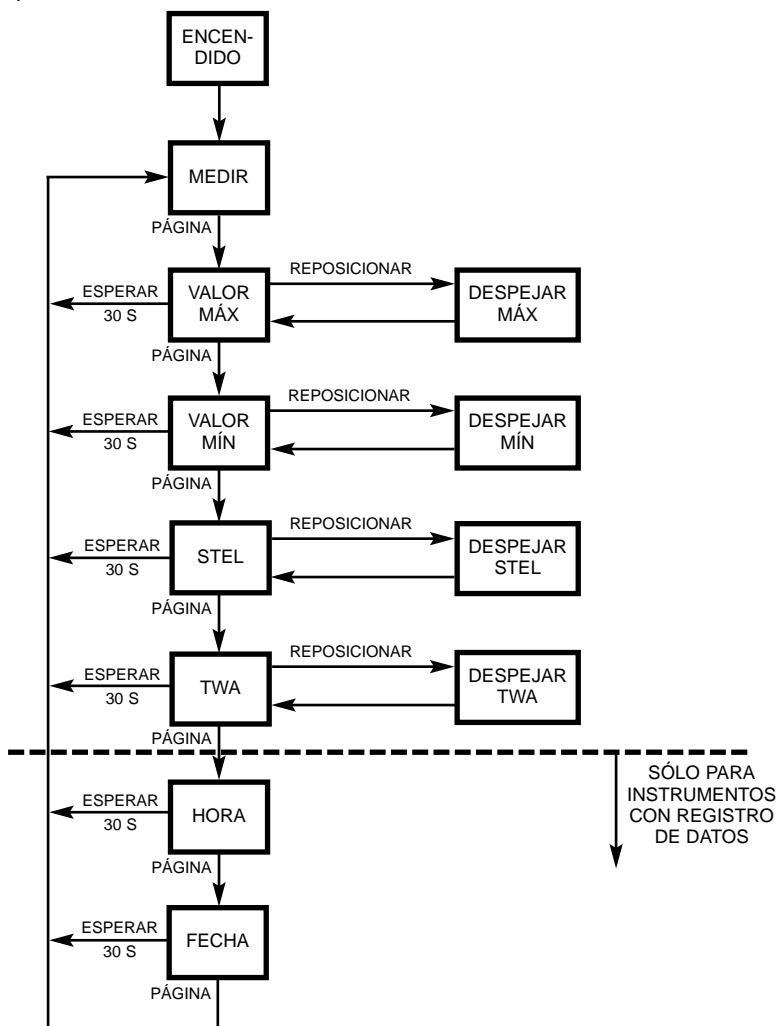 ENCEN-
DIDO
MEDIR
PÁGINA
ESPERAR
30 S
VALOR
MÁX
REPOSICIONAR
DESPEJAR
MÁX
PÁGINA
ESPERAR
30 S
VALOR
MÍN
REPOSICIONAR
DESPEJAR
MÍN
PÁGINA
ESPERAR
30 S
STEL
REPOSICIONAR
DESPEJAR
STEL
PÁGINA
ESPERAR
30 S
TWA
REPOSICIONAR
DESPEJAR
TWA
PÁGINA
SÓLO PARA
INSTRUMENTOS
CON REGISTRO
DE DATOS
ESPERAR
30 S
HORA
PÁGINA
ESPERAR
30 S
FECHA
PÁGINA